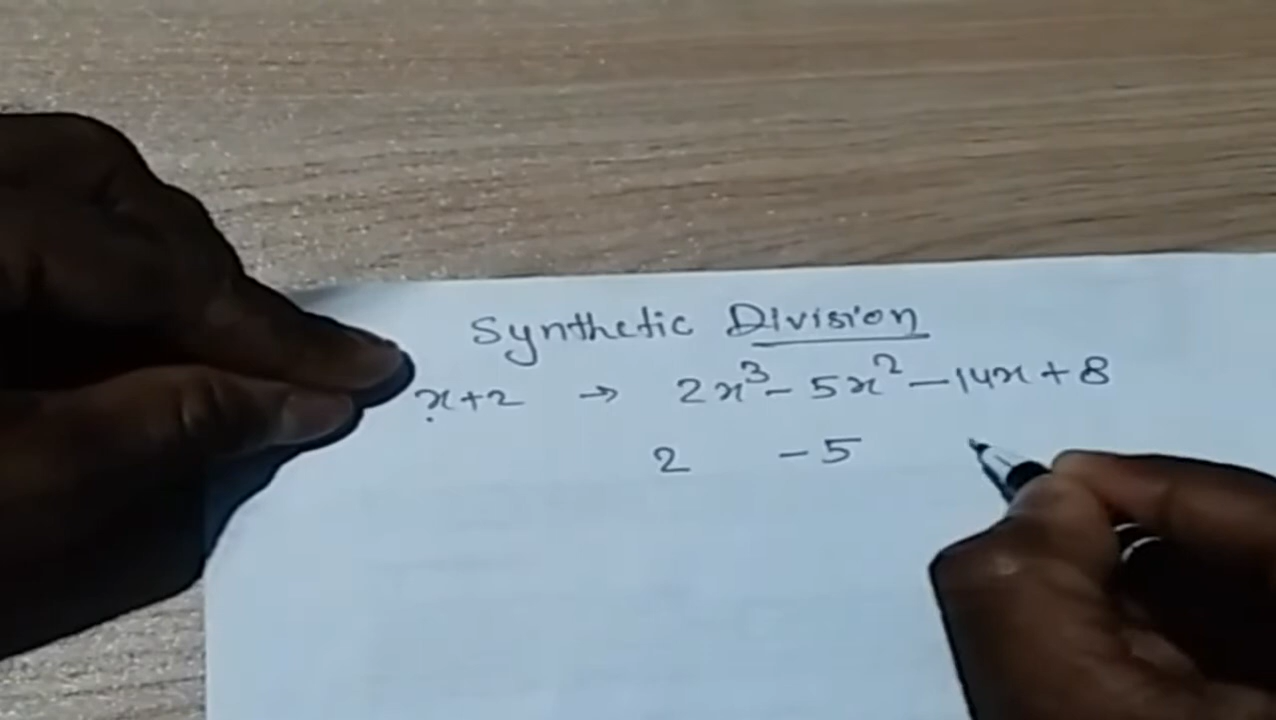 Synthetic Division
x+2 → 2x³-5x²-14x+8
2 -5